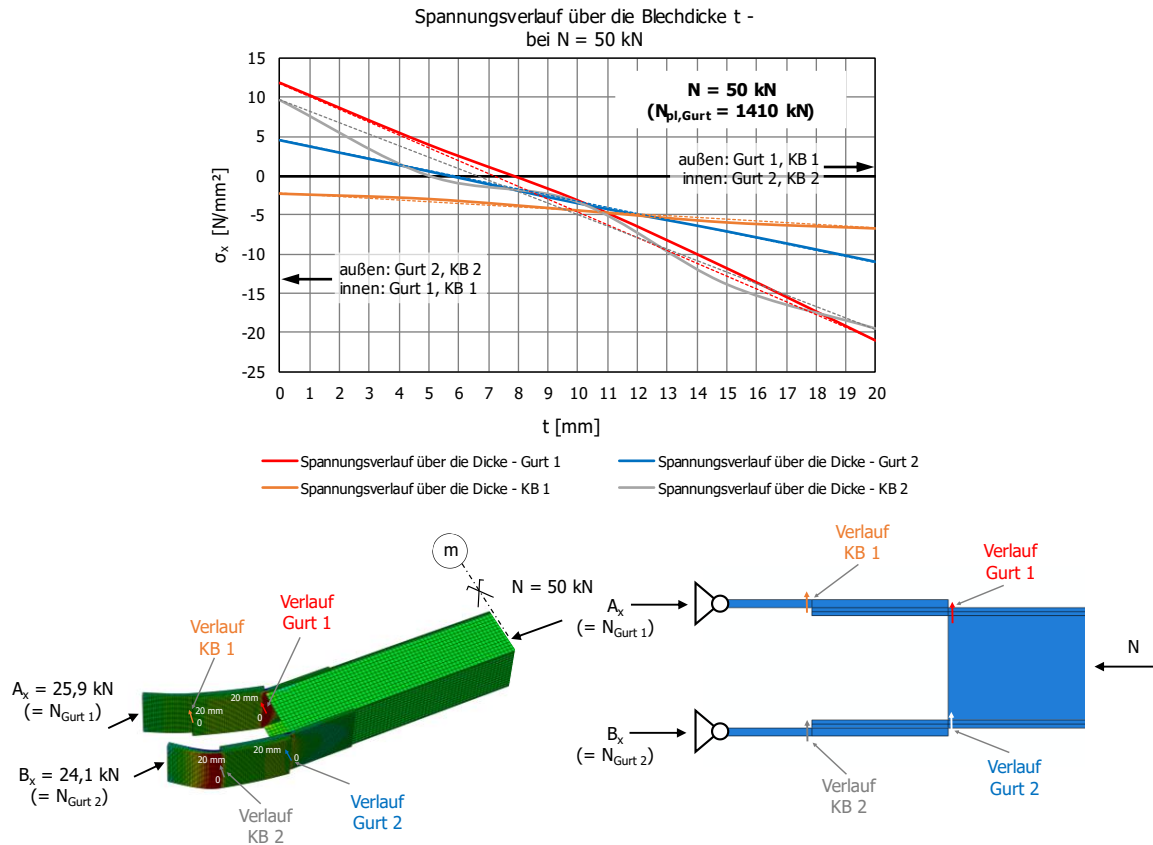 Spannungsverlauf über die Blechdicke t -
bei N = 50 kN
15
10
5
0
-5
-10
-15
-20
-25
σx [N/mm²]
N = 50 kN
(Npl,Gurt = 1410 kN)
außen: Gurt 1, KB 1
innen: Gurt 2, KB 2
außen: Gurt 2, KB 2
innen: Gurt 1, KB 1
0 1 2 3 4 5 6 7 8 9 10 11 12 13 14 15 16 17 18 19 20
t [mm]
Spannungsverlauf über die Dicke - Gurt 1
Spannungsverlauf über die Dicke - Gurt 2
Spannungsverlauf über die Dicke - KB 1
Spannungsverlauf über die Dicke - KB 2
m
N = 50 kN
Verlauf
Gurt 1
Verlauf
KB 1
Ax = 25,9 kN
(= NGurt 1)
20 mm
0
20 mm
0
Bx = 24,1 kN
(= NGurt 2)
20 mm
0
20 mm
0
Verlauf
KB 2
Verlauf
Gurt 2
Verlauf
KB 1
Verlauf
Gurt 1
Ax
(= NGurt 1)
N
Bx
(= NGurt 2)
Verlauf
KB 2
Verlauf
Gurt 2